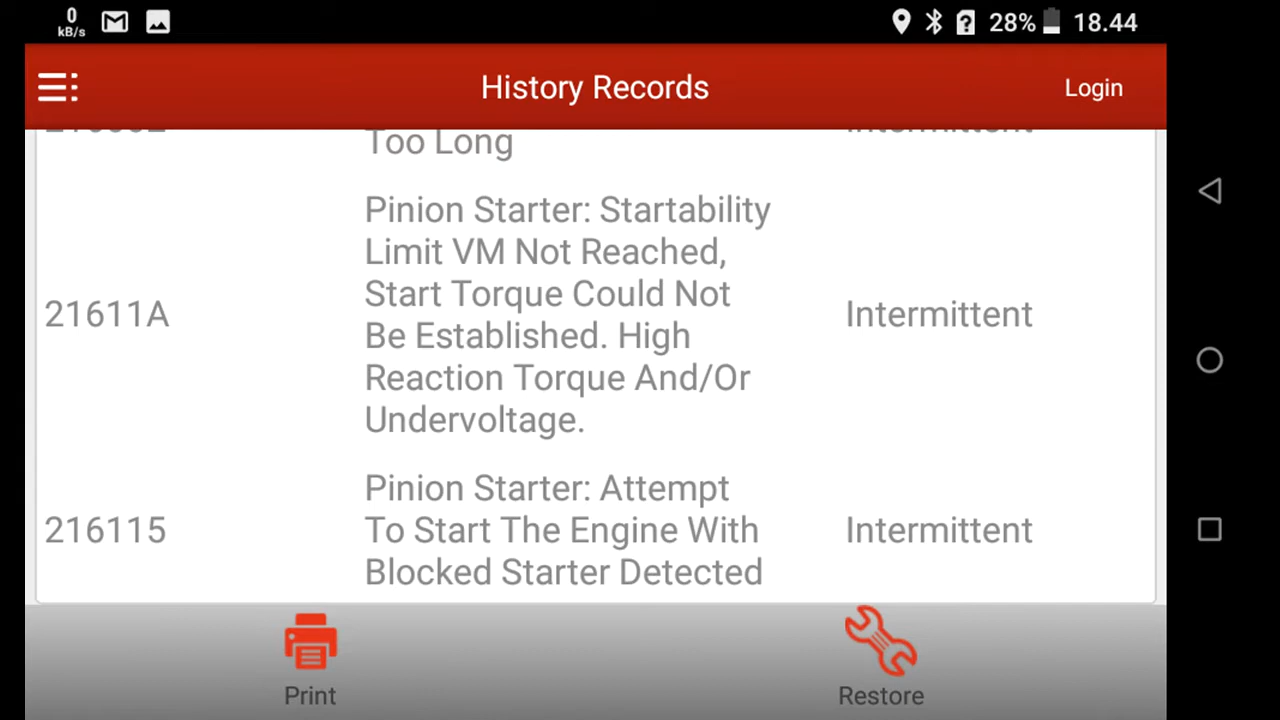 0
kB/s
28%
18.44
History Records
Login
Too Long
Intermittent
Pinion Starter: Startability
Limit VM Not Reached,
Start Torque Could Not
21611A
Intermittent
Be Established. High
Reaction Torque And/Or
Undervoltage.
Pinion Starter: Attempt
216115
To Start The Engine With
Intermittent
Blocked Starter Detected
Print
Restore